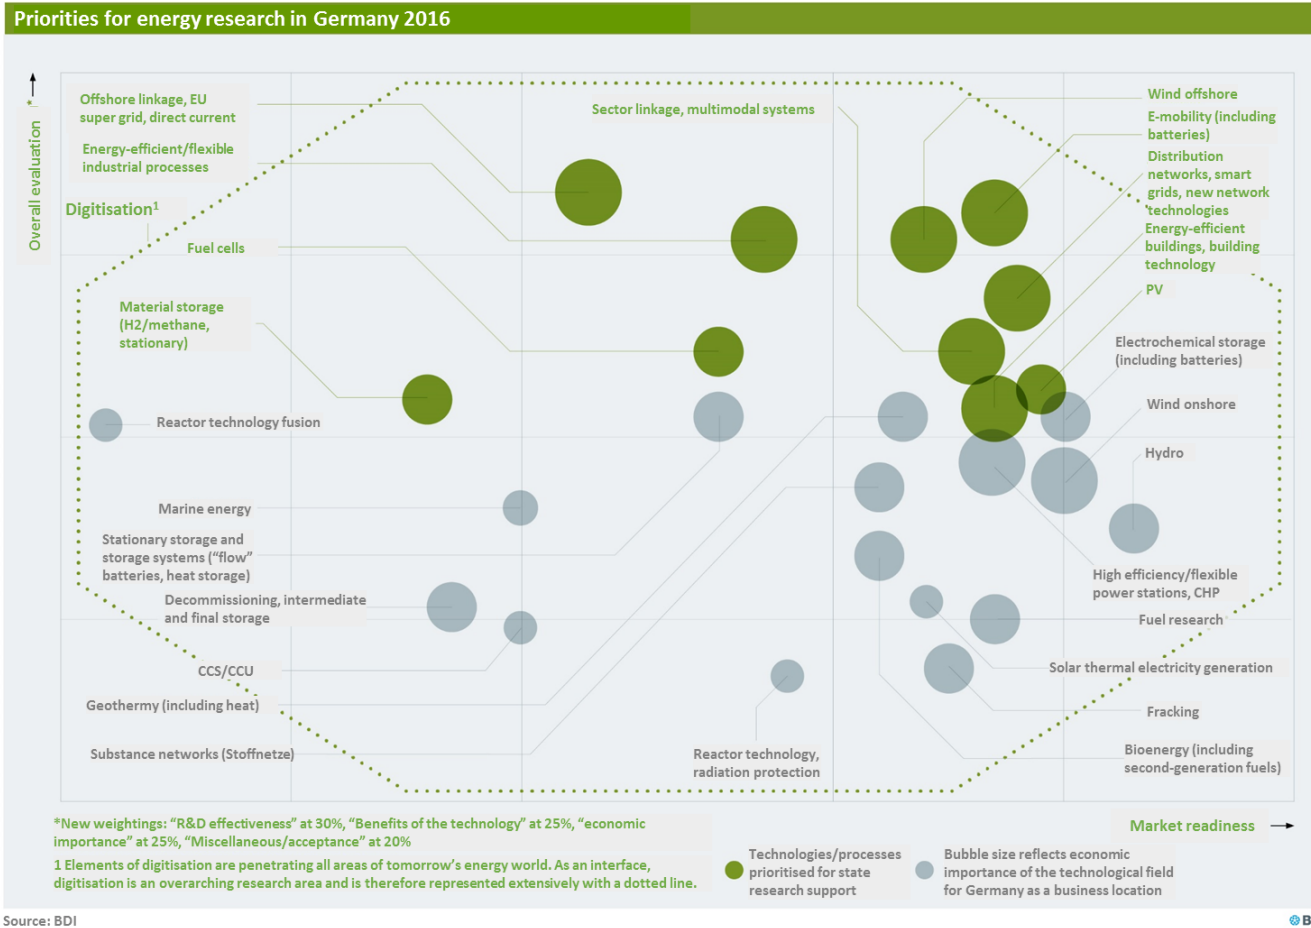 Priorities for energy research in Germany 2016
Overall evaluation *
Offshore linkage, EU
super grid, direct current
Energy-efficient/flexible
industrial processes
Digitisation1
Fuel cells
Material storage
(H2/methane,
stationary)
Reactor technology fusion
Marine energy
Stationary storage and
storage systems (“flow”
batteries, heat storage)
Decommissioning, intermediate
and final storage
CCS/CCU
Geothermy (including heat)
Substance networks (Stoffnetze)
Sector linkage, multimodal systems
Reactor technology,
radiation protection
Wind offshore
E-mobility (including
batteries)
Distribution
networks, smart
grids, new network
technologies
Energy-efficient
buildings, building
technology
PV
Electrochemical storage
(including batteries)
Wind onshore
Hydro
High efficiency/flexible
power stations, CHP
Fuel research
Solar thermal electricity generation
Fracking
Bioenergy (including
second-generation fuels)
Market readiness
*New weightings: “R&D effectiveness” at 30%, “Benefits of the technology” at 25%, “economic
importance” at 25%, “Miscellaneous/acceptance” at 20%
1 Elements of digitisation are penetrating all areas of tomorrow’s energy world. As an interface,
digitisation is an overarching research area and is therefore represented extensively with a dotted line.
Technologies/processes
prioritised for state
research support
Bubble size reflects economic
importance of the technological field
for Germany as a business location
Source: BDI
B